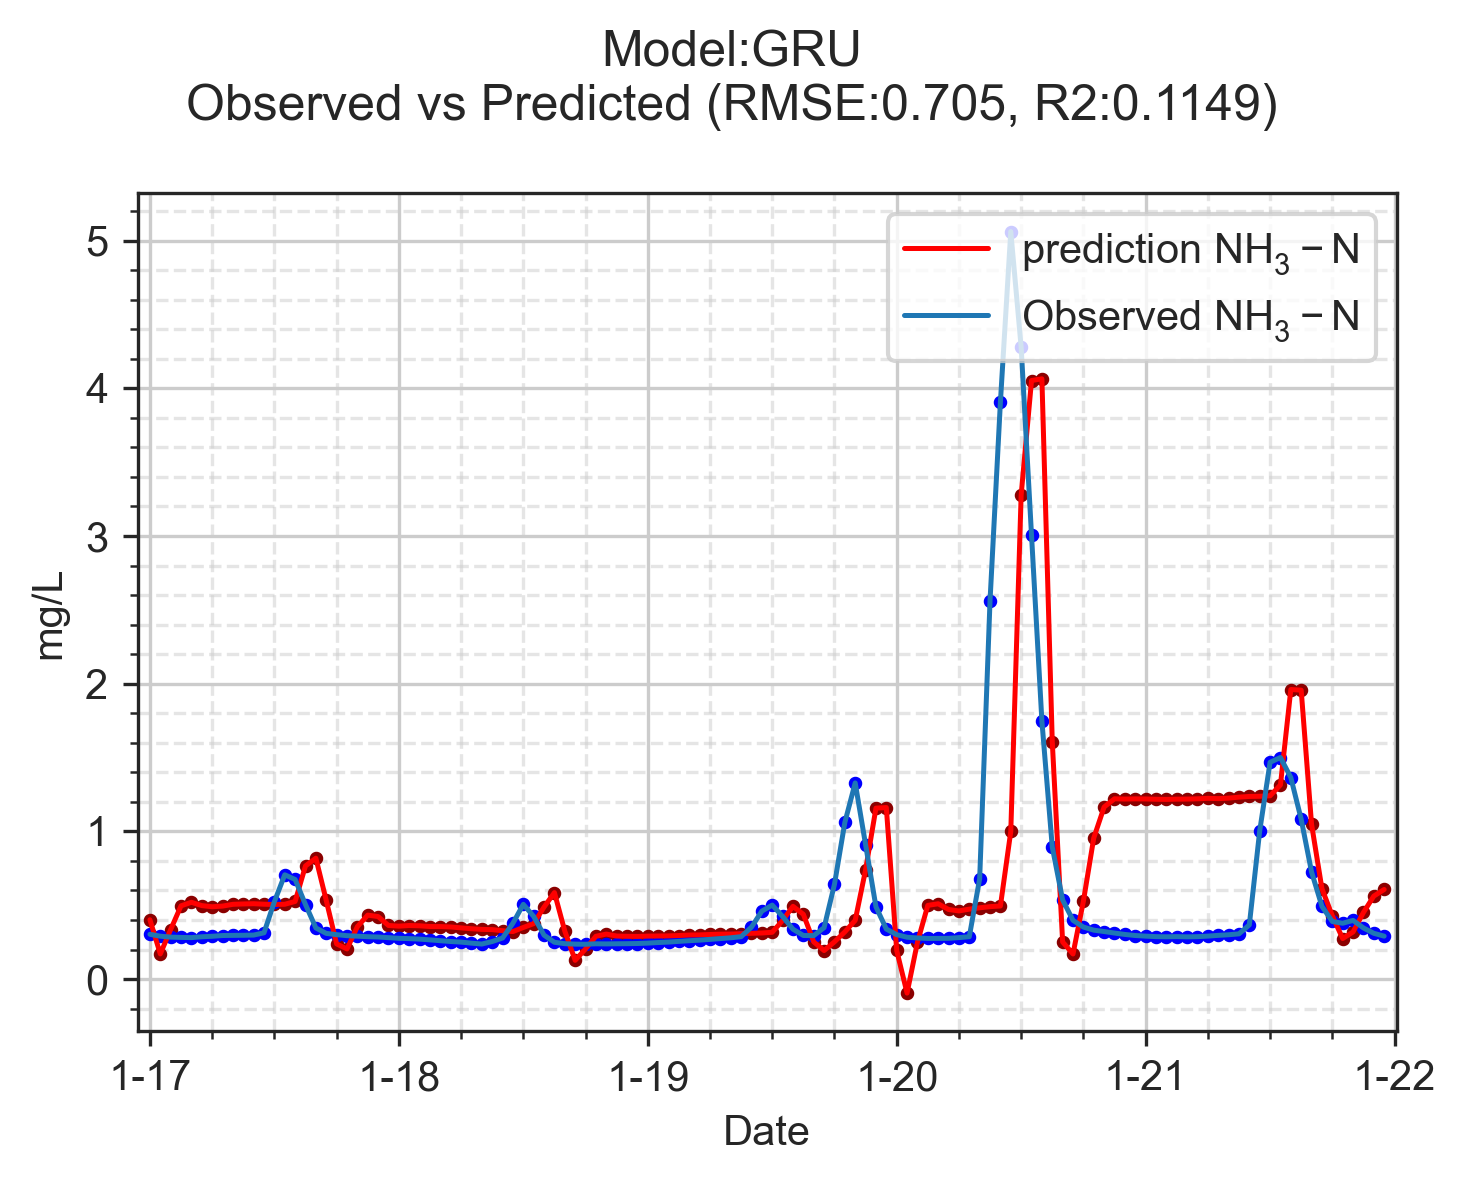 Model:GRU
Observed vs Predicted (RMSE:0.705, R2:0.1149)
prediction NH₃ − N
Observed NH₃ − N
5
4
3
2
1
0
mg/L
1-17 1-18 1-19 1-20 1-21 1-22
Date